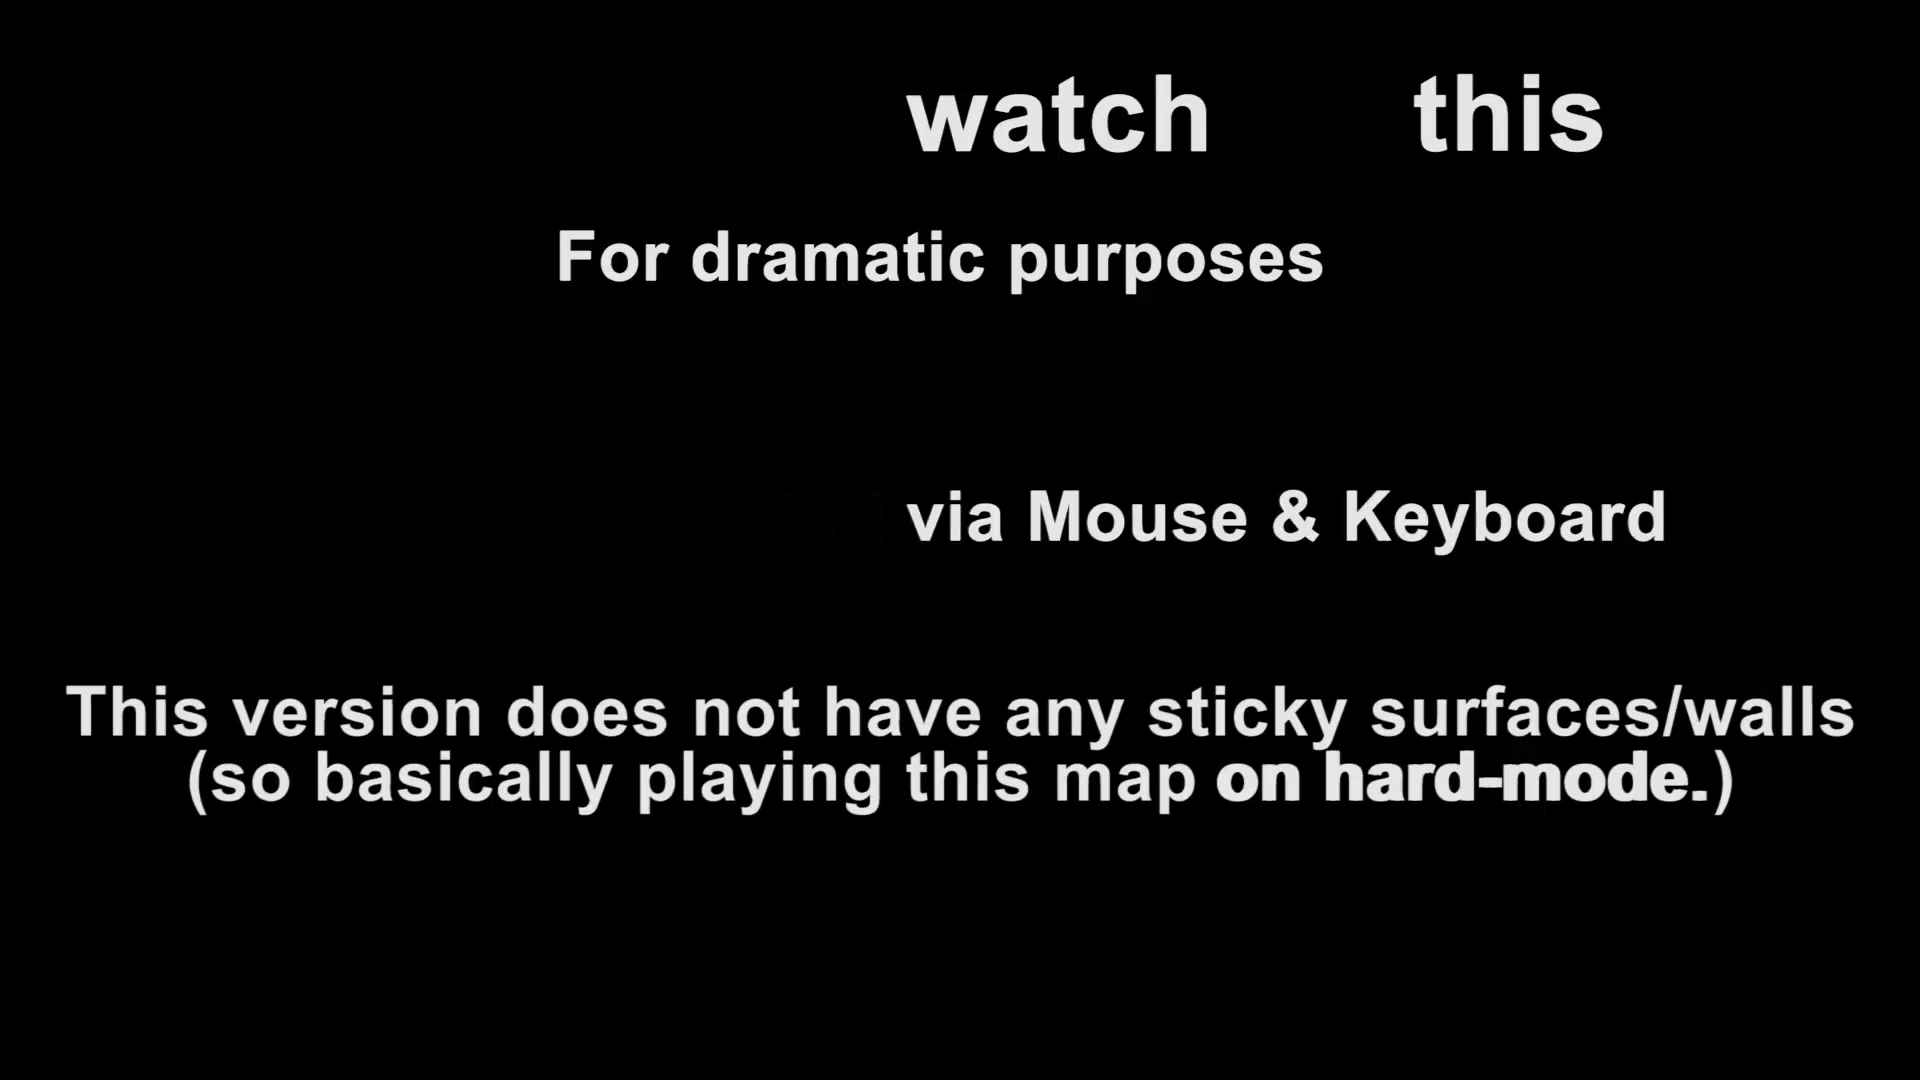 watch this
For dramatic purposes
via Mouse & Keyboard
This version does not have any sticky surfaces/walls
(so basically playing this map on hard-mode.)